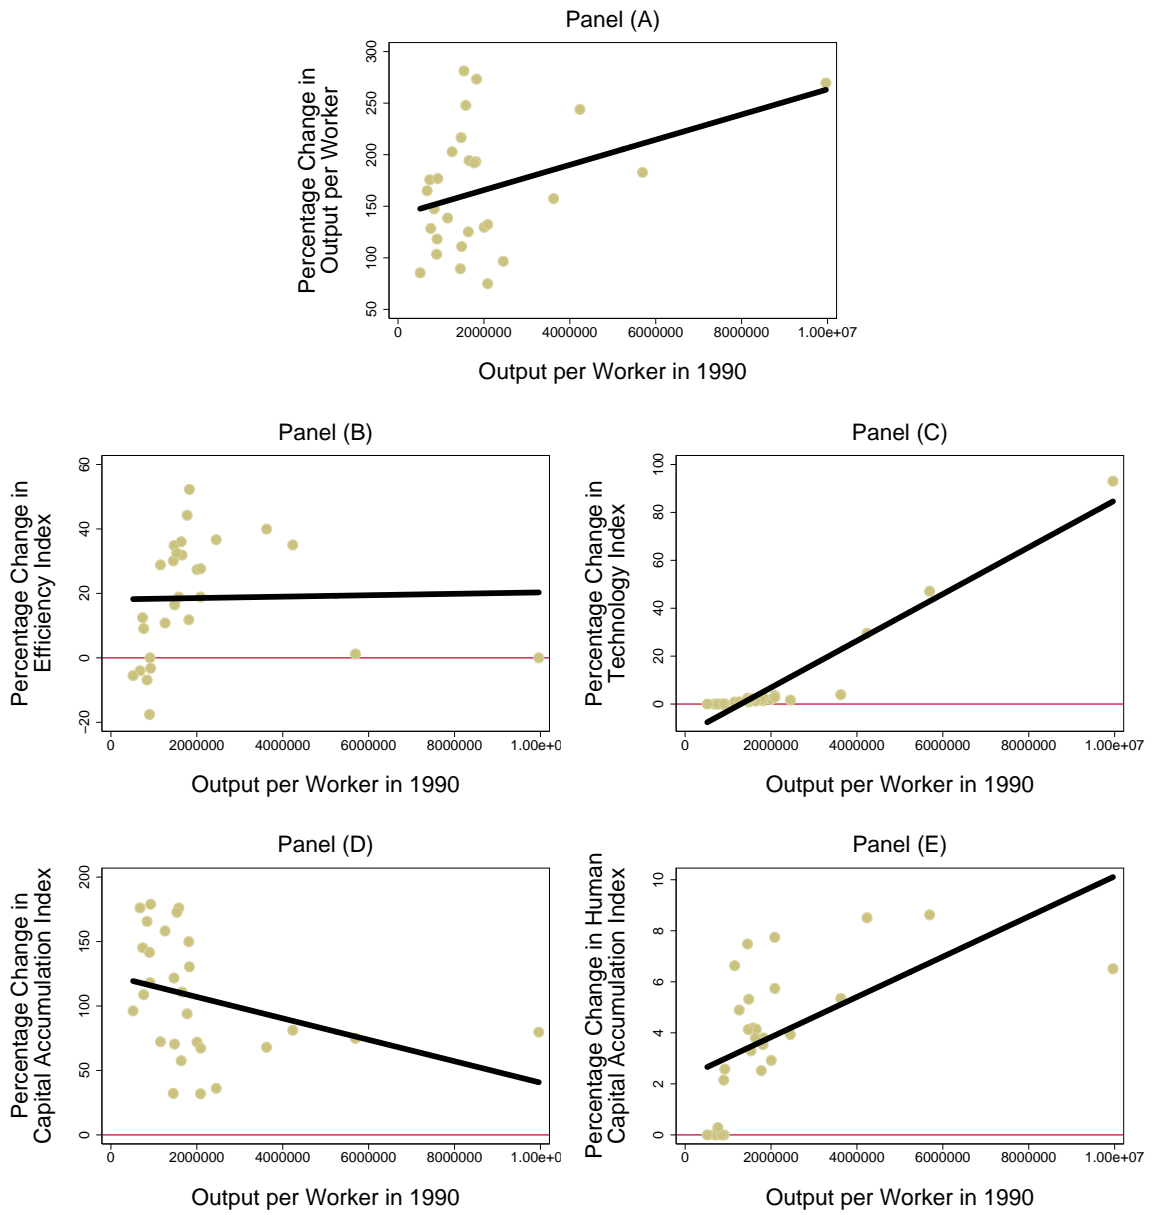 Panel (A)
Percentage Change in
Output per Worker
300
250
200
150
100
50
0 2000000 4000000 6000000 8000000 1.00e+07
Output per Worker in 1990
Panel (B)
Percentage Change in
Efficiency Index
60
40
20
0
−20
0 2000000 4000000 6000000 8000000 1.00e+0
Output per Worker in 1990
Panel (C)
Percentage Change in
Technology Index
100
80
60
40
20
0
0 2000000 4000000 6000000 8000000 1.00e+07
Output per Worker in 1990
Panel (D)
Percentage Change in
Capital Accumulation Index
200
150
100
50
0
0 2000000 4000000 6000000 8000000 1.00e+0
Output per Worker in 1990
Panel (E)
Percentage Change in Human
Capital Accumulation Index
10
8
6
4
2
0
0 2000000 4000000 6000000 8000000 1.00e+07
Output per Worker in 1990